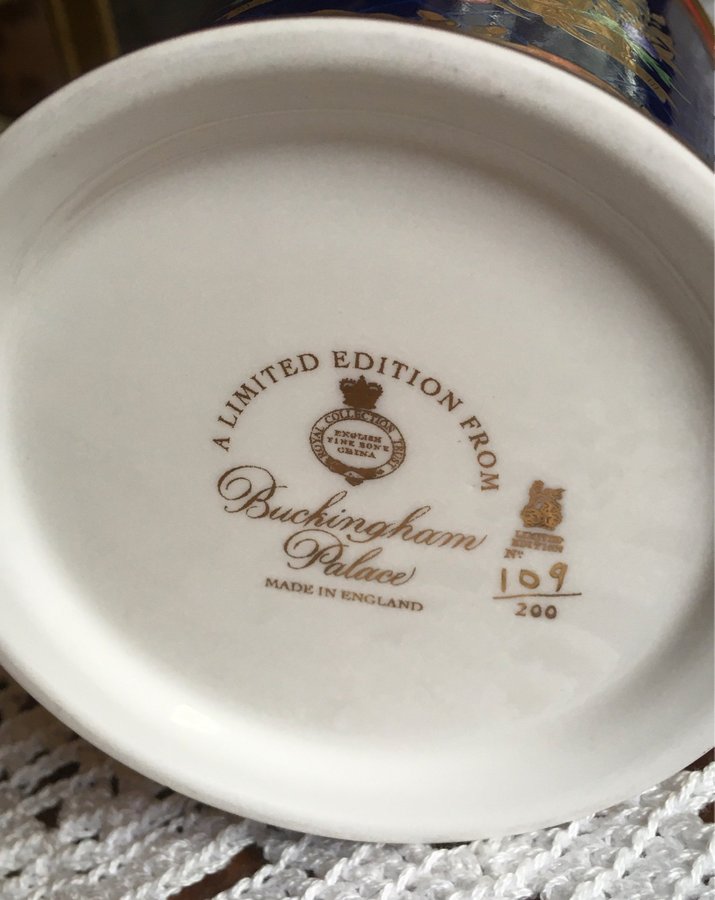 A LIMITED EDITION FROM
ROYAL COLLECTION TRUST
ENGLISH
FINE BONE
CHINA
Buckingham
Palace
MADE IN ENGLAND
LIMITED
EDITION
No.
109
200